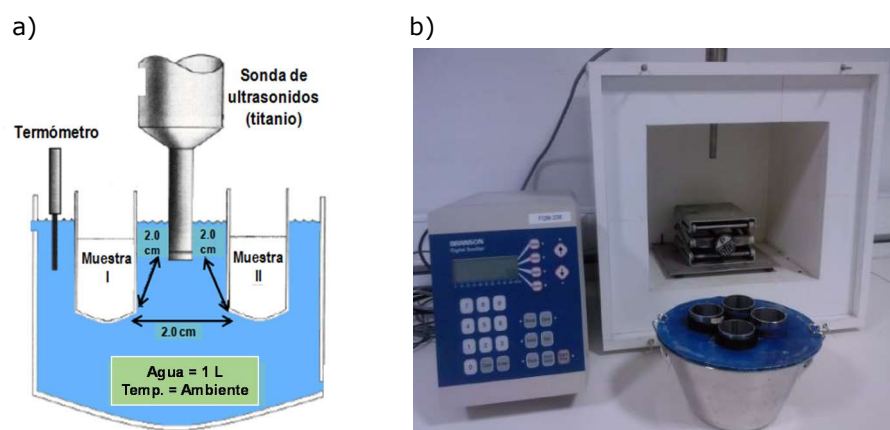 a)
b)
Sonda de
ultrasonidos
(titanio)
Termómetro
2.0
cm
2.0
cm
Muestra
I
Muestra
II
2.0 cm
Agua = 1 L
Temp. = Ambiente
BRANSON
Digital Sonifier